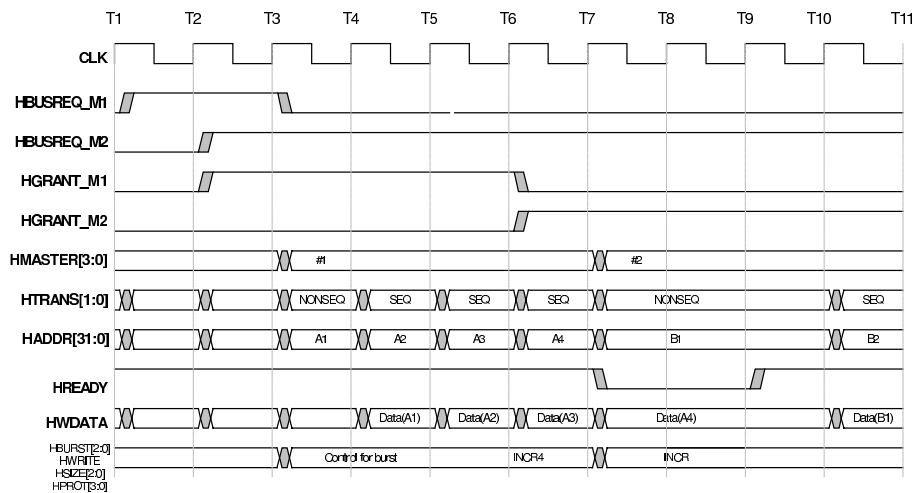 T1 T2 T3 T4 T5 T6 T7 T8 T9 T10 T11
CLK
HBUSREQ_M1
HBUSREQ_M2
HGRANT_M1
HGRANT_M2
HMASTER[3:0] #1 #2
HTRANS[1:0] NONSEQ SEQ SEQ SEQ NONSEQ SEQ
HADDR[31:0] A1 A2 A3 A4 B1 B2
HREADY
HWDATA Data(A1) Data(A2) Data(A3) Data(A4) Data(B1)
HBURST[2:0]
HWRITE Control for burst INCR4 INCR
HSIZE[2:0]
HPROT[3:0]